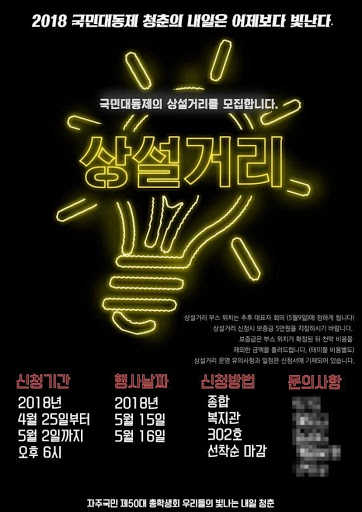 2018 국민대동제 청춘의 내일은 어제보다 빛난다.
국민대동제의 상설거리를 모집합니다.
상설거리
상설거리 부스 위치는 추후 대표자 회의 (5월9일)에 정하게 됩니다!
상설거리 신청시 보증금 5만원을 지참하시기 바랍니다.
보증금은 부스 위치가 확정된 뒤 천막 비용을
제외한 금액을 돌려드립니다. (테이블 비용별도)
상설거리 운영 유의사항과 일정은 신청서에 기재되어 있습니다.
신청기간
2018년
4월 25일부터
5월 2일까지
오후 6시
행사날짜
2018년
5월 15일
5월 16일
신청방법
종합
복지관
302호
선착순 마감
문의사항
자주국민 제50대 총학생회 우리들의 빛나는 내일 청춘